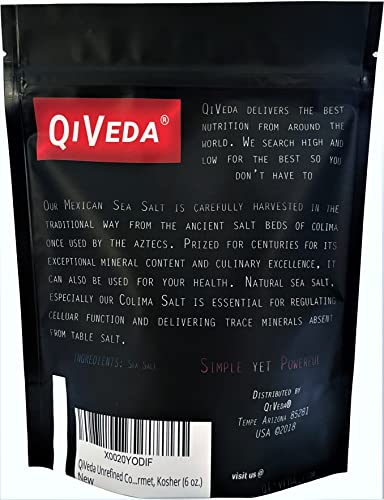 QiVeda®
QiVeda delivers the best
nutrition from around the
world. We search high and
low for the best so you
don't have to
Our Mexican Sea Salt is carefully harvested in the
traditional way from the ancient salt beds of colima
once used by the aztecs. Prized for centuries for its
exceptional mineral content and culinary excellence, it
can also be used for your health. Natural sea salt,
especially our Colima Salt is essential for regulating
celluar function and delivering trace minerals absent
from table salt.
Ingredients: Sea Salt
Simple yet Powerful
Distributed by
QiVeda®
Tempe Arizona 85281
USA ©2018
X0020YODIF
QiVeda Unrefined Co...rmet, Kosher (6 oz.)
New
visit us @